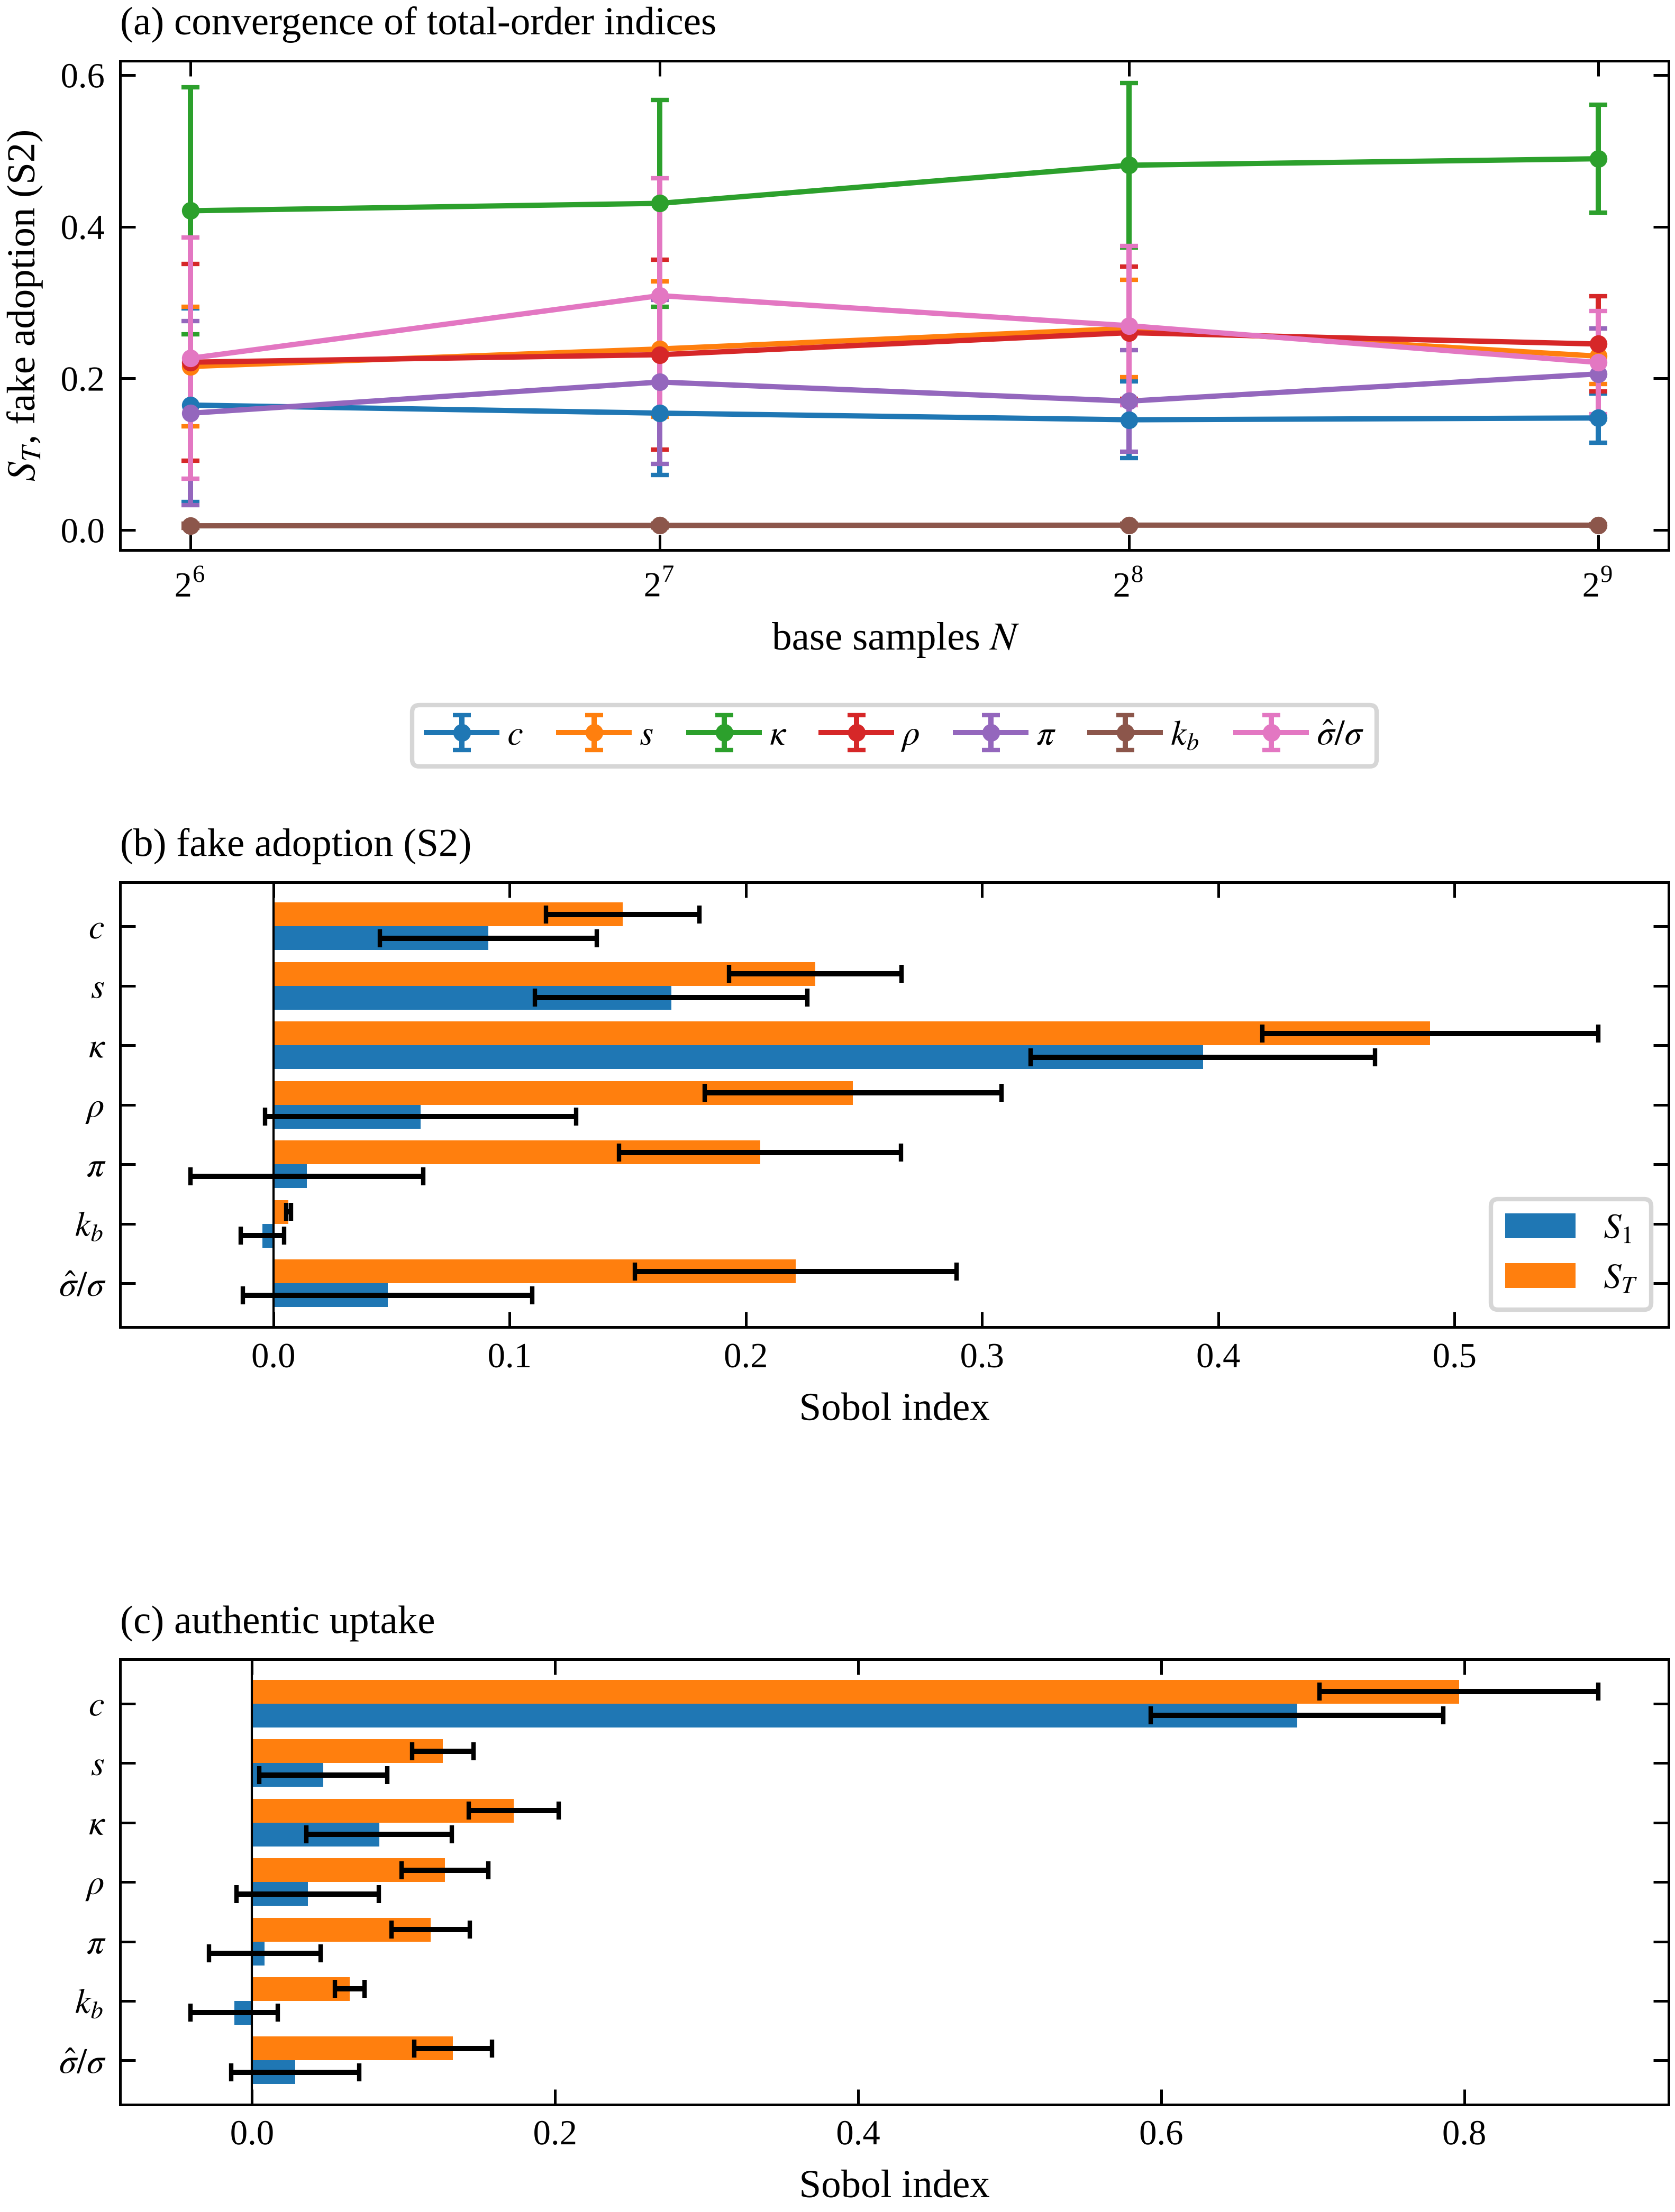 (a) convergence of total-order indices
S_T, fake adoption (S2)
0.6
0.4
0.2
0.0
2^6 2^7 2^8 2^9
base samples N
c s κ ρ π k_b σ̂/σ
(b) fake adoption (S2)
c
s
κ
ρ
π
k_b
σ̂/σ
S_1
S_T
0.0 0.1 0.2 0.3 0.4 0.5
Sobol index
(c) authentic uptake
c
s
κ
ρ
π
k_b
σ̂/σ
0.0 0.2 0.4 0.6 0.8
Sobol index